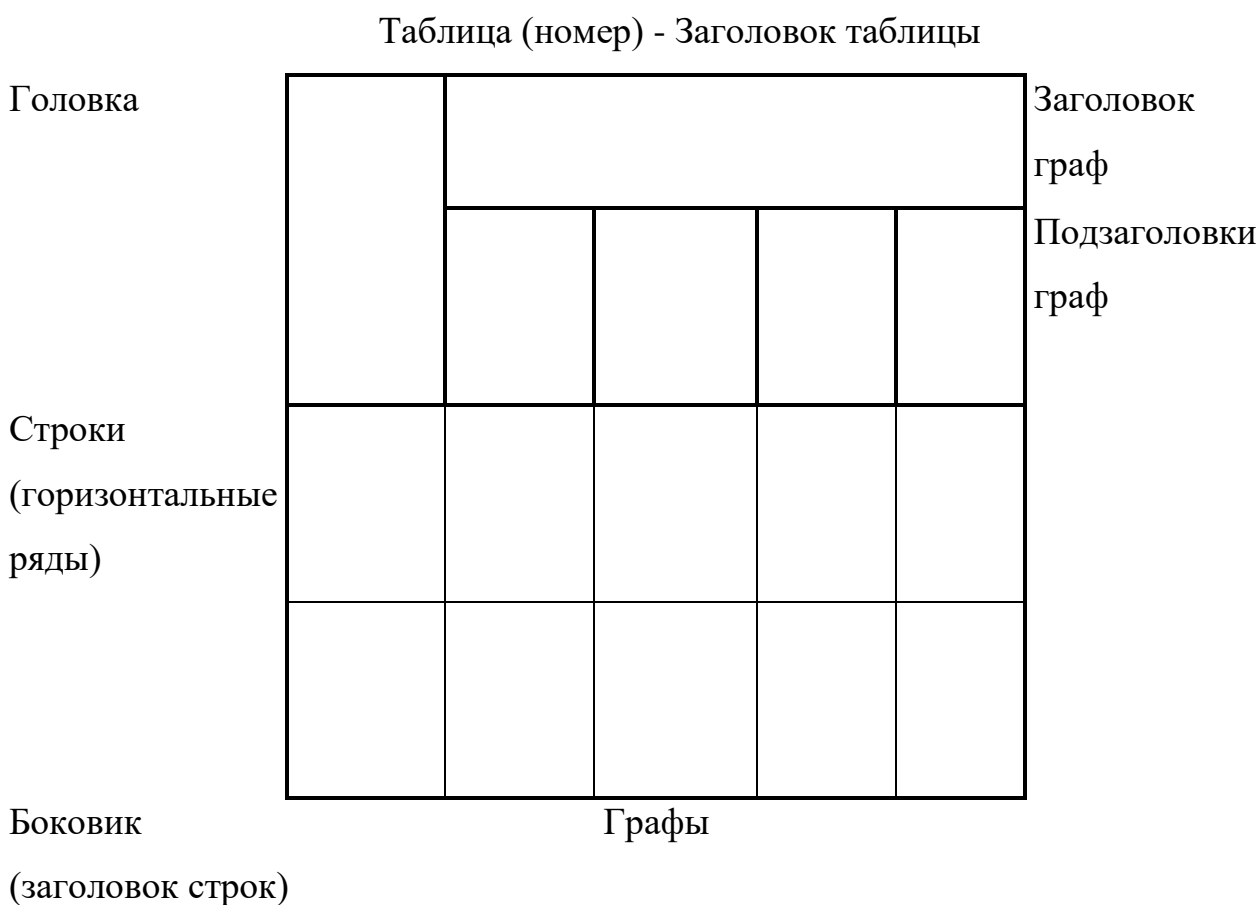 Таблица (номер) - Заголовок таблицы
Головка
Заголовок
граф
Подзаголовки
граф
Строки
(горизонтальные
ряды)
Боковик
(заголовок строк)
Графы